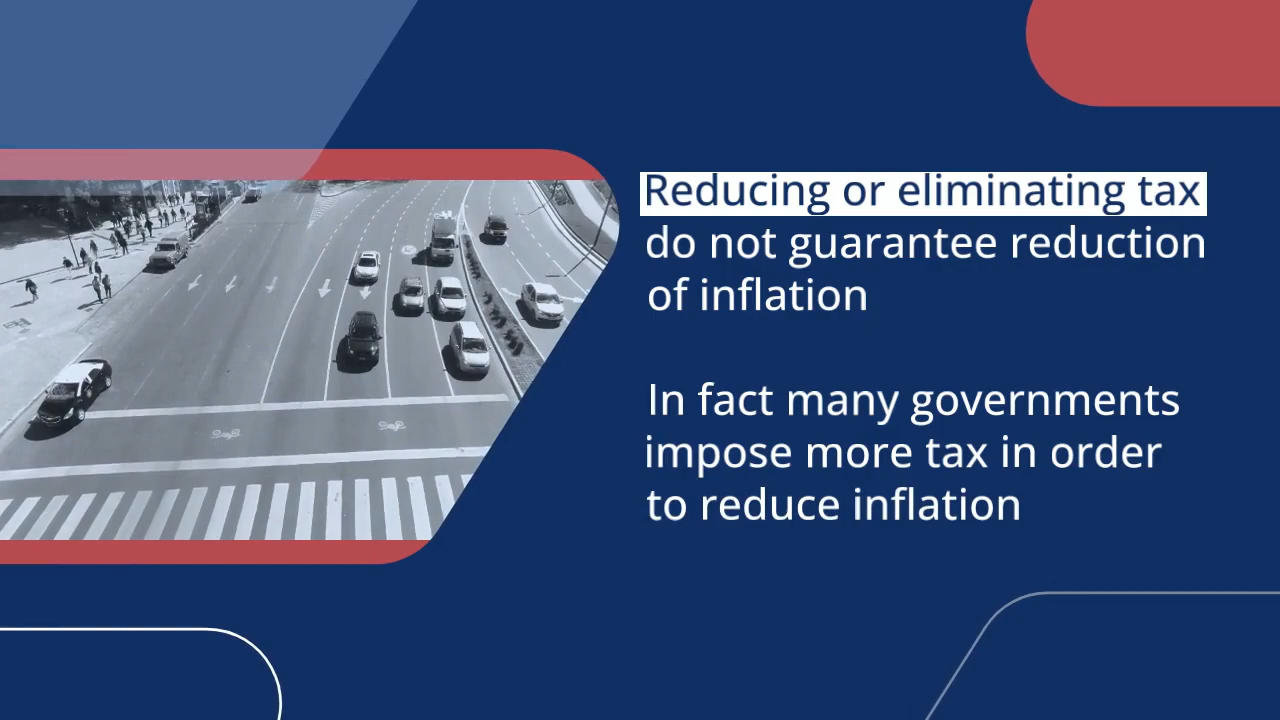 Reducing or eliminating tax
do not guarantee reduction
of inflation
In fact many governments
impose more tax in order
to reduce inflation